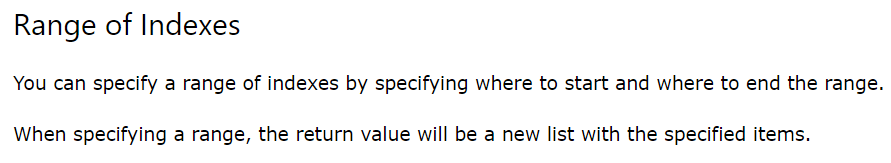 Range of Indexes
You can specify a range of indexes by specifying where to start and where to end the range.
When specifying a range, the return value will be a new list with the specified items.